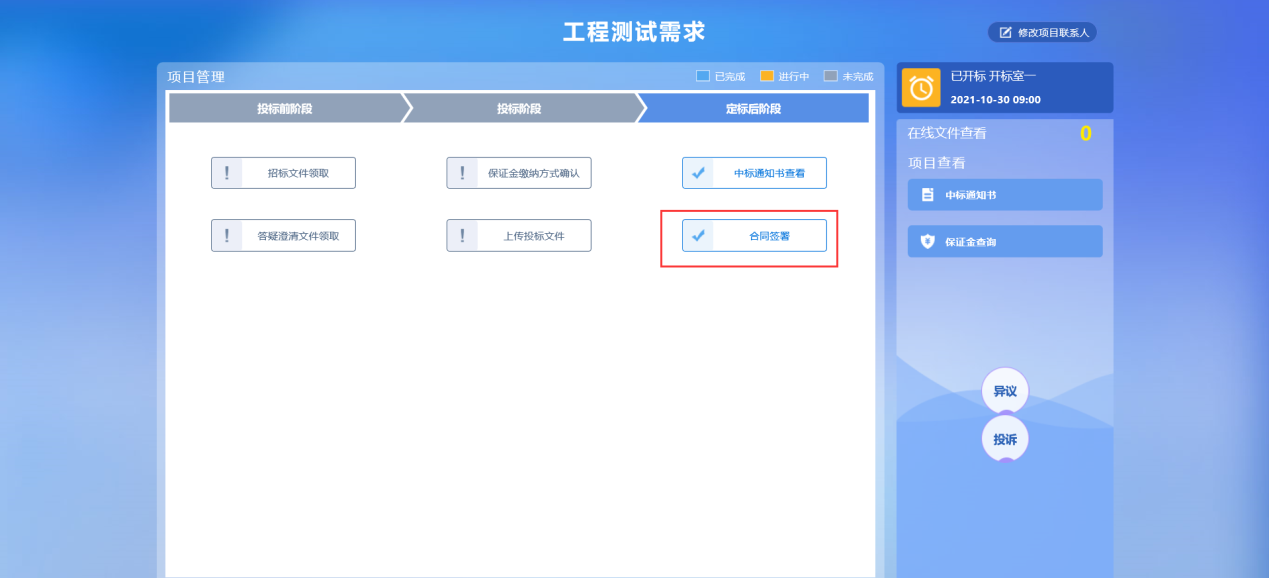 工程测试需求
修改项目联系人
项目管理
已完成 进行中 未完成
投标前阶段 投标阶段 定标后阶段
招标文件领取 保证金缴纳方式确认 中标通知书查看
答疑澄清文件领取 上传投标文件 合同签署
已开标 开标室一
2021-10-30 09:00
在线文件查看 0
项目查看
中标通知书
保证金查询
异议
投诉